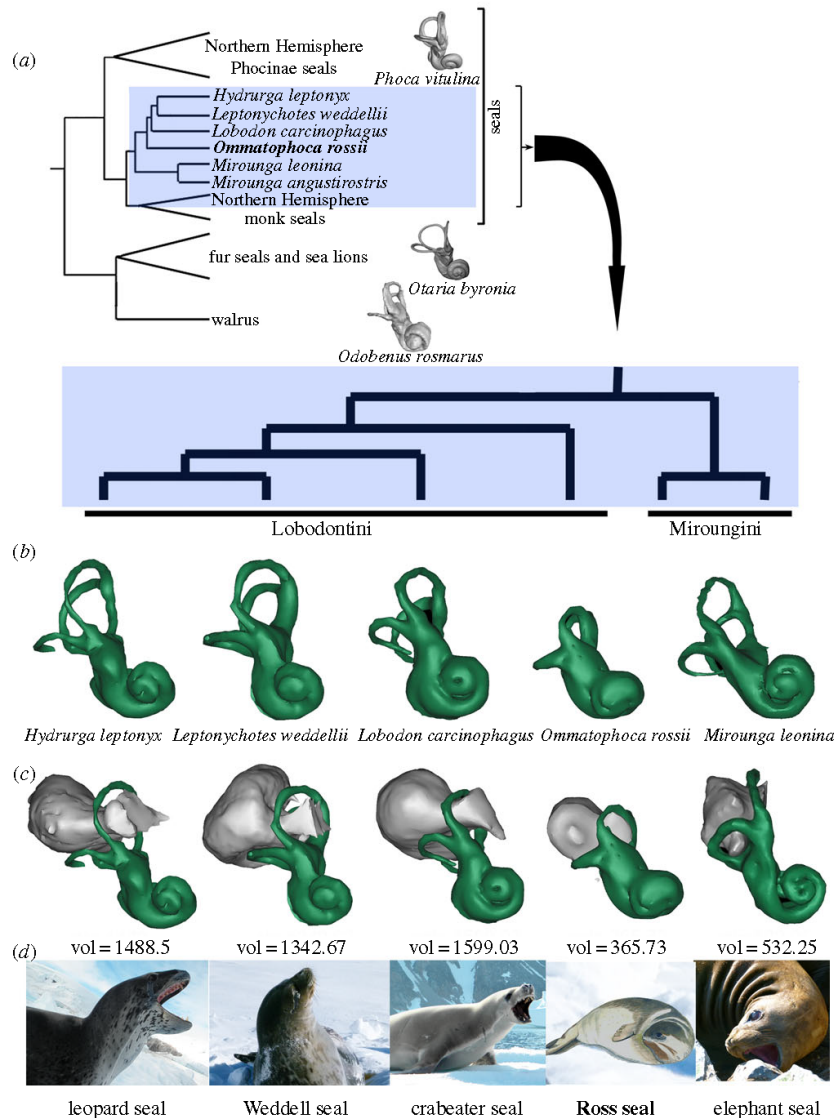 (a)
Northern Hemisphere
Phocinae seals
Phoca vitulina
Hydrurga leptonyx
Leptonychotes weddellii
Lobodon carcinophagus
Ommatophoca rossii
Mirounga leonina
Mirounga angustirostris
Northern Hemisphere
monk seals
seals
fur seals and sea lions
Otaria byronia
walrus
Odobenus rosmarus
Lobodontini
Miroungini
(b)
Hydrurga leptonyx
Leptonychotes weddellii
Lobodon carcinophagus
Ommatophoca rossii
Mirounga leonina
(c)
vol = 1488.5
vol = 1342.67
vol = 1599.03
vol = 365.73
vol = 532.25
(d)
leopard seal
Weddell seal
crabeater seal
Ross seal
elephant seal